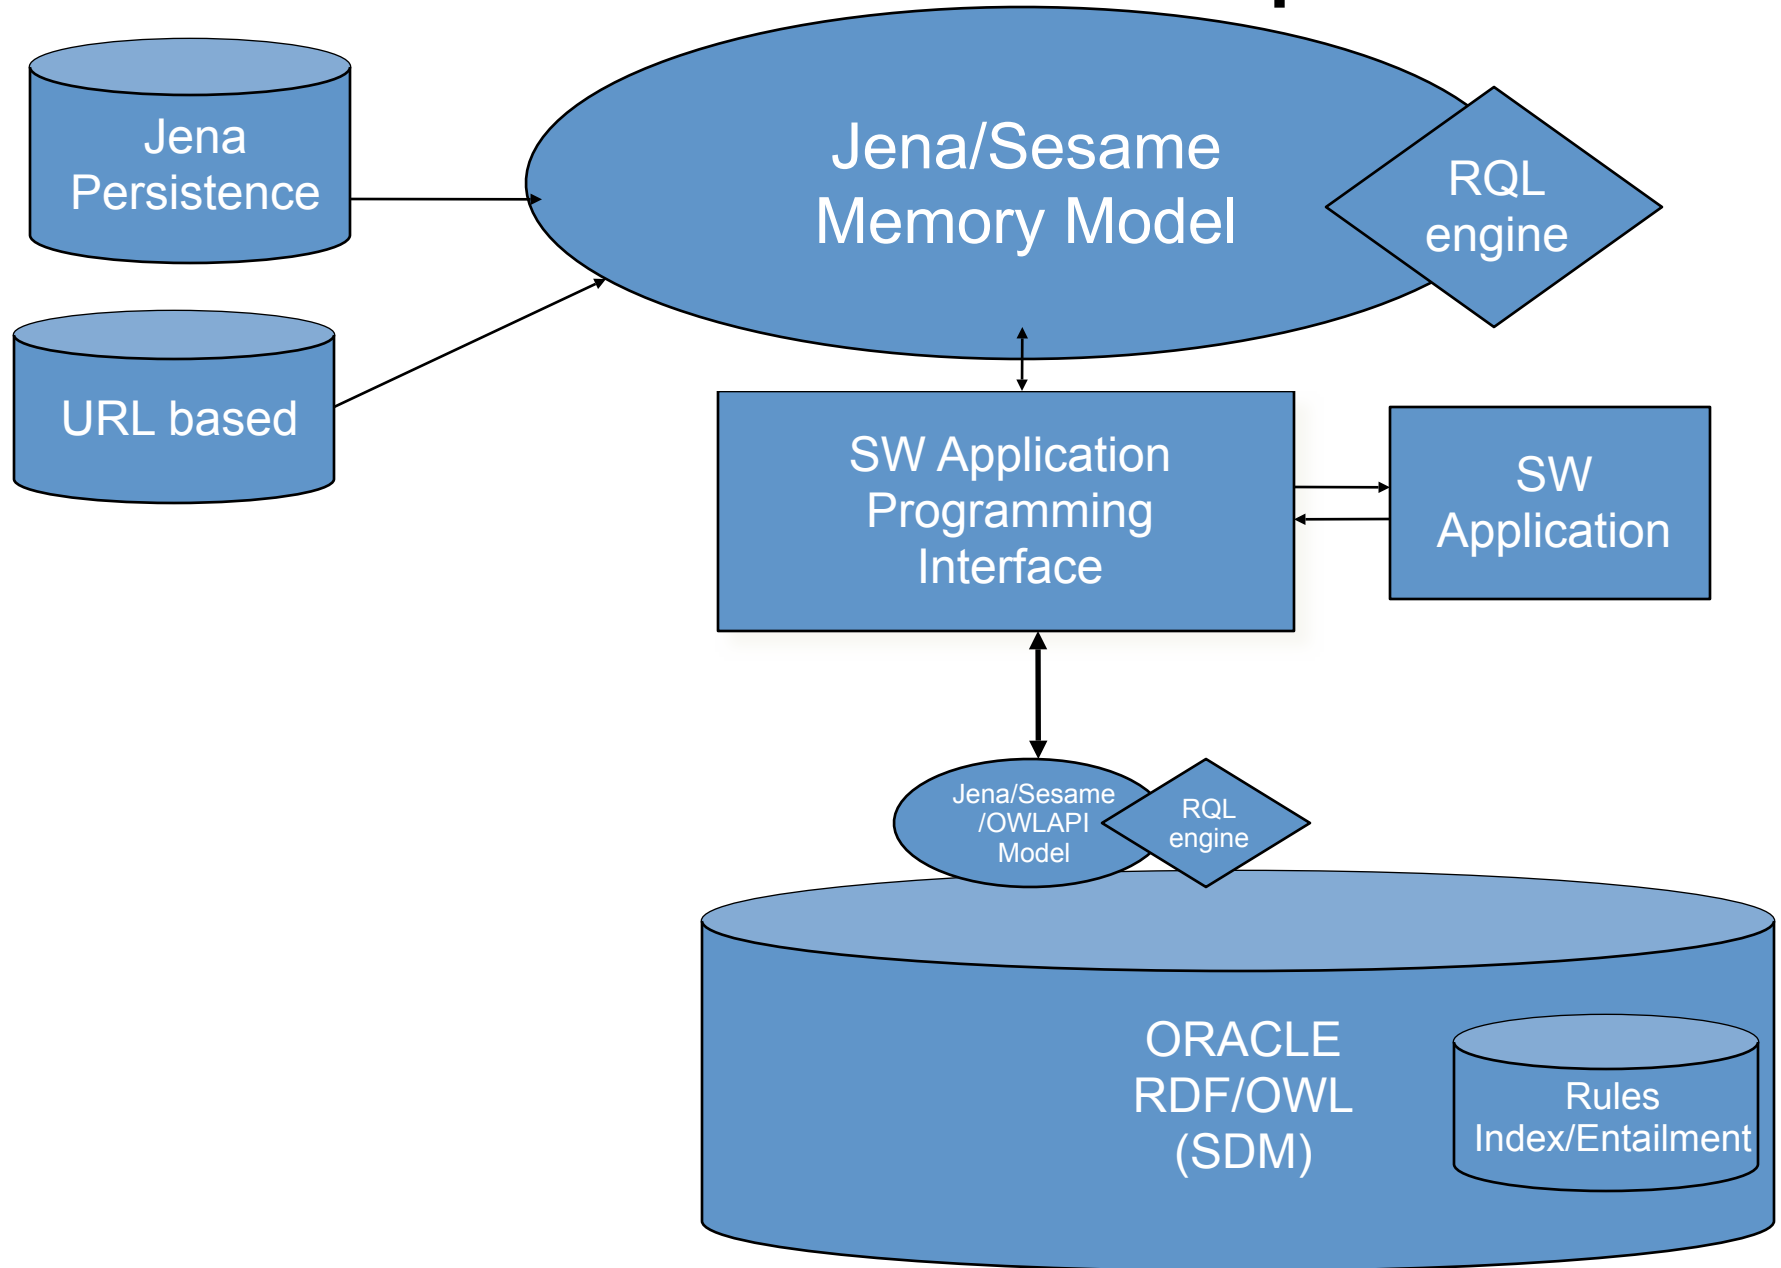 Jena
Persistence
Jena/Sesame
Memory Model
RQL
engine
URL based
SW Application
Programming
Interface
SW
Application
Jena/Sesame
/OWLAPI
Model
RQL
engine
ORACLE
RDF/OWL
(SDM)
Rules
Index/Entailment